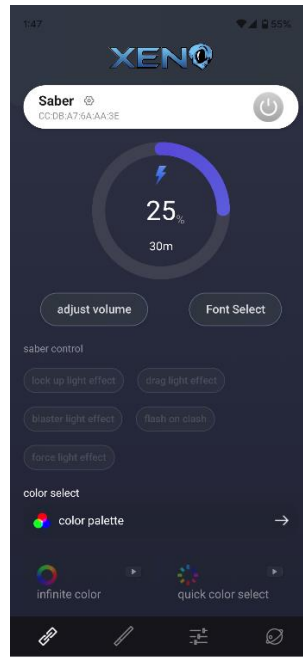 1:47 55%
XENO
Saber
CC:DB:A7:6A:AA:3E
25%
30m
adjust volume Font Select
saber control
lock up light effect drag light effect
blaster light effect flash on clash
force light effect
color select
color palette
infinite color quick color select